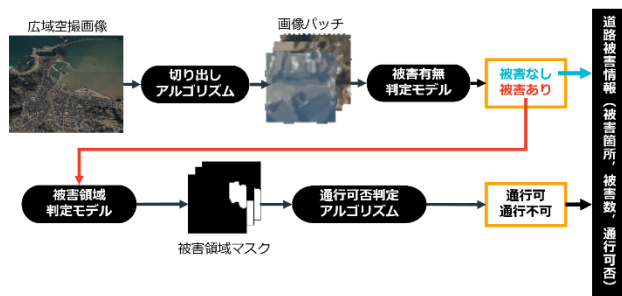 広域空撮画像
切り出し
アルゴリズム
画像パッチ
被害有無
判定モデル
被害なし
被害あり
被害領域
判定モデル
被害領域マスク
通行可否判定
アルゴリズム
通行可
通行不可
道路被害情報（被害箇所，被害数，通行可否）